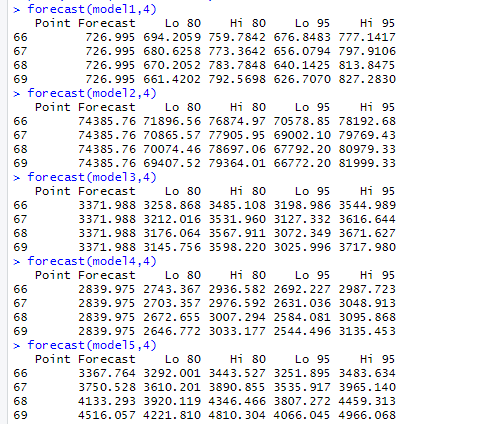 > forecast(model1,4)
Point Forecast Lo 80 Hi 80 Lo 95 Hi 95
66 726.995 694.2059 759.7842 676.8483 777.1417
67 726.995 680.6258 773.3642 656.0794 797.9106
68 726.995 670.2052 783.7848 640.1425 813.8475
69 726.995 661.4202 792.5698 626.7070 827.2830
> forecast(model2,4)
Point Forecast Lo 80 Hi 80 Lo 95 Hi 95
66 74385.76 71896.56 76874.97 70578.85 78192.68
67 74385.76 70865.57 77905.95 69002.10 79769.43
68 74385.76 70074.46 78697.06 67792.20 80979.33
69 74385.76 69407.52 79364.01 66772.20 81999.33
> forecast(model3,4)
Point Forecast Lo 80 Hi 80 Lo 95 Hi 95
66 3371.988 3258.868 3485.108 3198.986 3544.989
67 3371.988 3212.016 3531.960 3127.332 3616.644
68 3371.988 3176.064 3567.911 3072.349 3671.627
69 3371.988 3145.756 3598.220 3025.996 3717.980
> forecast(model4,4)
Point Forecast Lo 80 Hi 80 Lo 95 Hi 95
66 2839.975 2743.367 2936.582 2692.227 2987.723
67 2839.975 2703.357 2976.592 2631.036 3048.913
68 2839.975 2672.655 3007.294 2584.081 3095.868
69 2839.975 2646.772 3033.177 2544.496 3135.453
> forecast(model5,4)
Point Forecast Lo 80 Hi 80 Lo 95 Hi 95
66 3367.764 3292.001 3443.527 3251.895 3483.634
67 3750.528 3610.201 3890.855 3535.917 3965.140
68 4133.293 3920.119 4346.466 3807.272 4459.313
69 4516.057 4221.810 4810.304 4066.045 4966.068